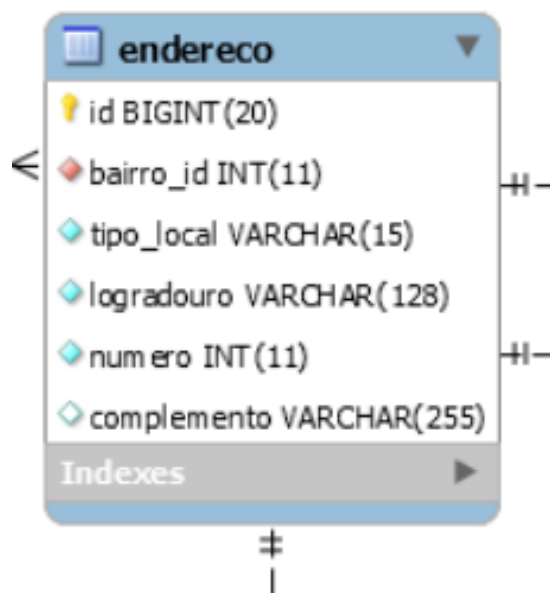 endereco
id BIGINT(20)
bairro_id INT(11)
tipo_local VARCHAR(15)
logradouro VARCHAR(128)
numero INT(11)
complemento VARCHAR(255)
Indexes